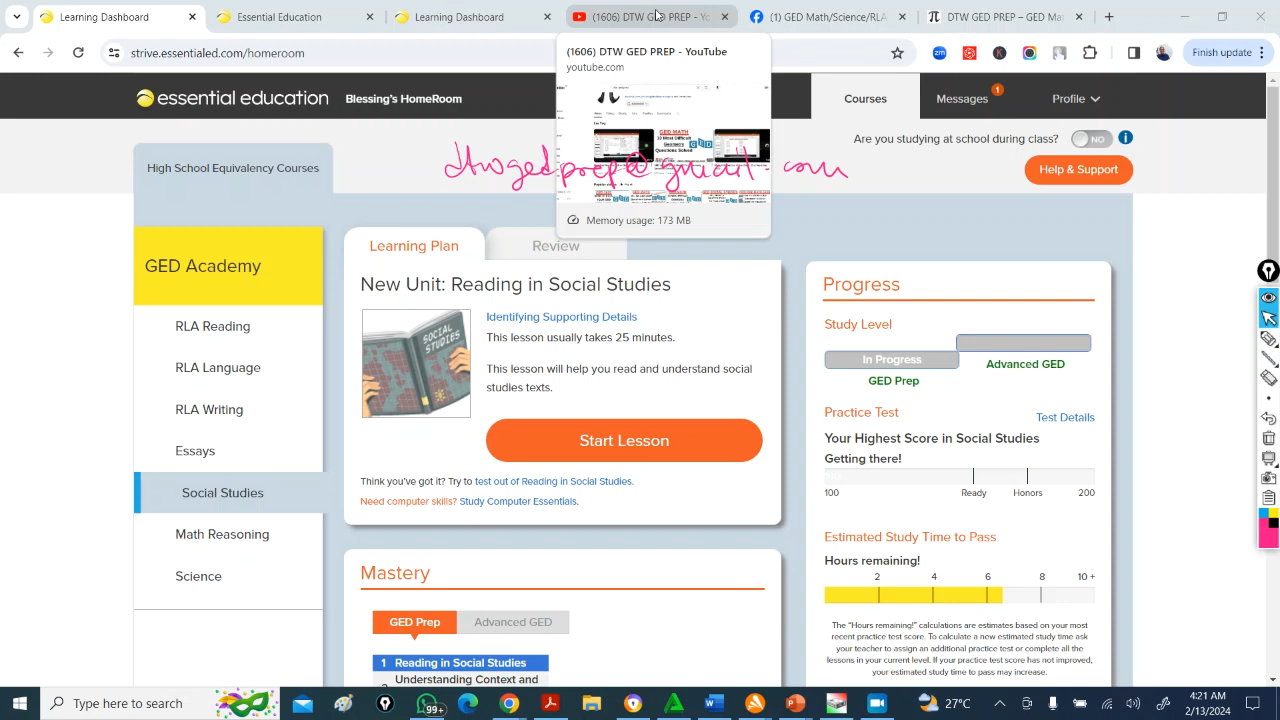 Learning Dashboard
Essential Education
Learning Dashboard
(1606) DTW GED PREP - Y
(1) GED Math/Science/RLA
DTW PREP – GED Ma
strive.essentialed.com/homeroom
Finish update
(1606) DTW GED PREP - YouTube
youtube.com
GED MATH
Memory usage: 173 MB
essential education
Courses
Messages
1
Profile
Are you studying at school during class?
NO
dtwgedprep@gmail.com
Help & Support
GED Academy
RLA Reading
RLA Language
RLA Writing
Essays
Social Studies
Math Reasoning
Science
Learning Plan
Review
New Unit: Reading in Social Studies
SOCIAL STUDIES
Identifying Supporting Details
This lesson usually takes 25 minutes.
This lesson will help you read and understand social
studies texts.
Start Lesson
Think you've got it? Try to test out of Reading in Social Studies.
Need computer skills? Study Computer Essentials.
Mastery
GED Prep
Advanced GED
1 Reading in Social Studies
Understanding Context and
Progress
Study Level
In Progress
GED Prep
Advanced GED
Practice Test
Test Details
Your Highest Score in Social Studies
Getting there!
100
Ready
Honors
200
Estimated Study Time to Pass
Hours remaining!
2 4 6 8 10 +
The "Hours remaining!" calculations are estimates based on your most
recent practice test score. To calculate a new estimated study time ask
your teacher to assign an additional practice test or complete all the
lessons in your current level. If your practice test score has not improved,
your estimated study time to pass may increase.
Type here to search
99+
27°C
4:21 AM
2/13/2024